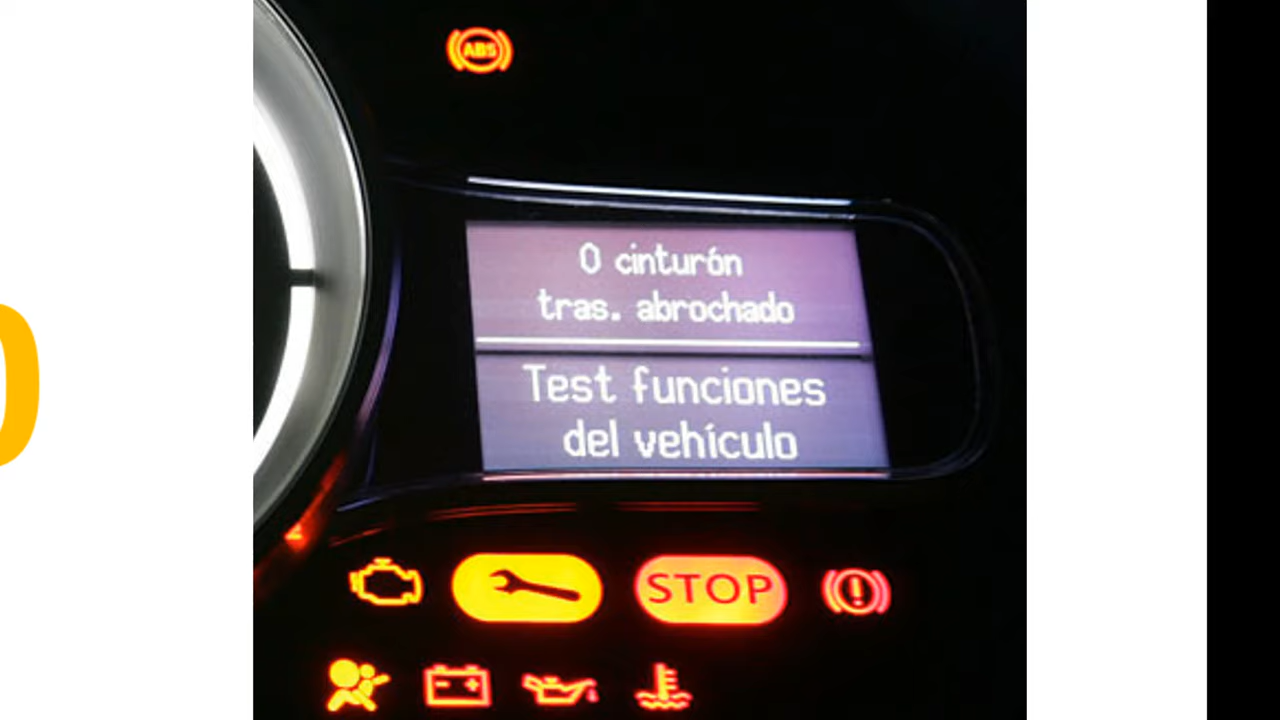 ABS
0 cinturón
tras. abrochado
Test funciones
del vehículo
STOP